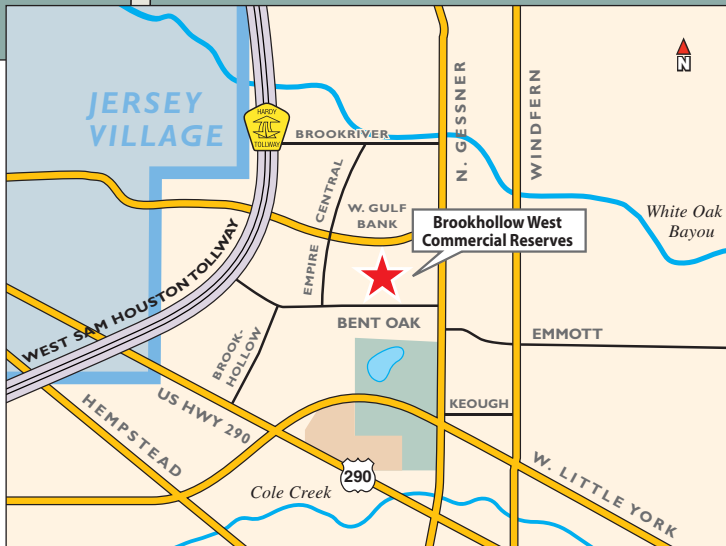 N
JERSEY
VILLAGE
HARDY
TOLLWAY
BROOKRIVER
N. GESSNER
WINDFERN
EMPIRE CENTRAL
W. GULF
BANK
Brookhollow West
Commercial Reserves
White Oak
Bayou
WEST SAM HOUSTON TOLLWAY
BENT OAK
EMMOTT
BROOK-
HOLLOW
KEOUGH
HEMPSTEAD
US HWY 290
290
W. LITTLE YORK
Cole Creek